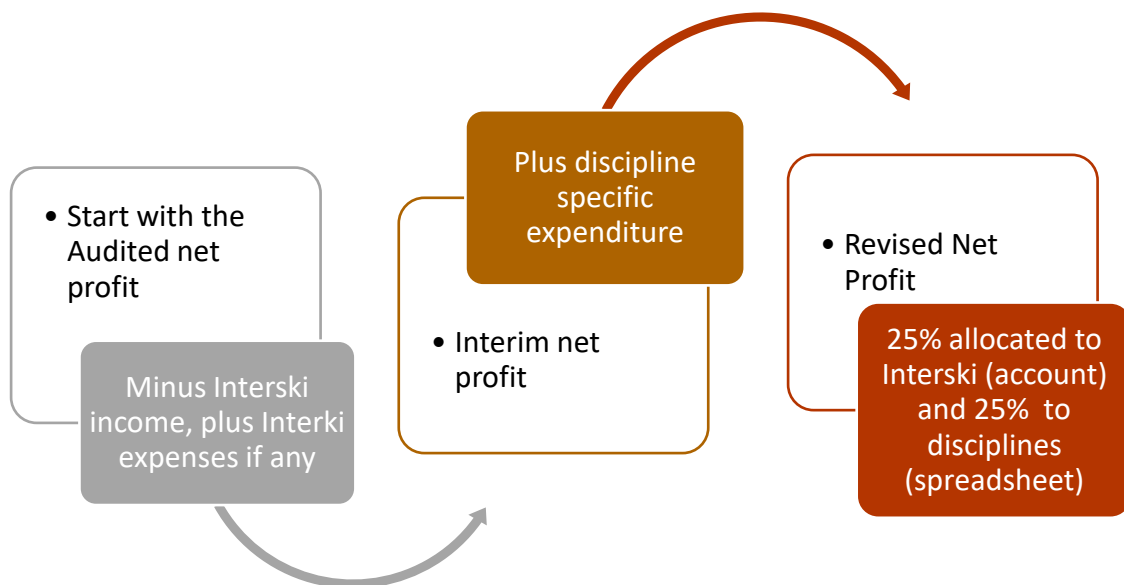 • Start with the
Audited net
profit
Minus Interski
income, plus Interki
expenses if any
Plus discipline
specific
expenditure
• Interim net
profit
• Revised Net
Profit
25% allocated to
Interski (account)
and 25% to
disciplines
(spreadsheet)